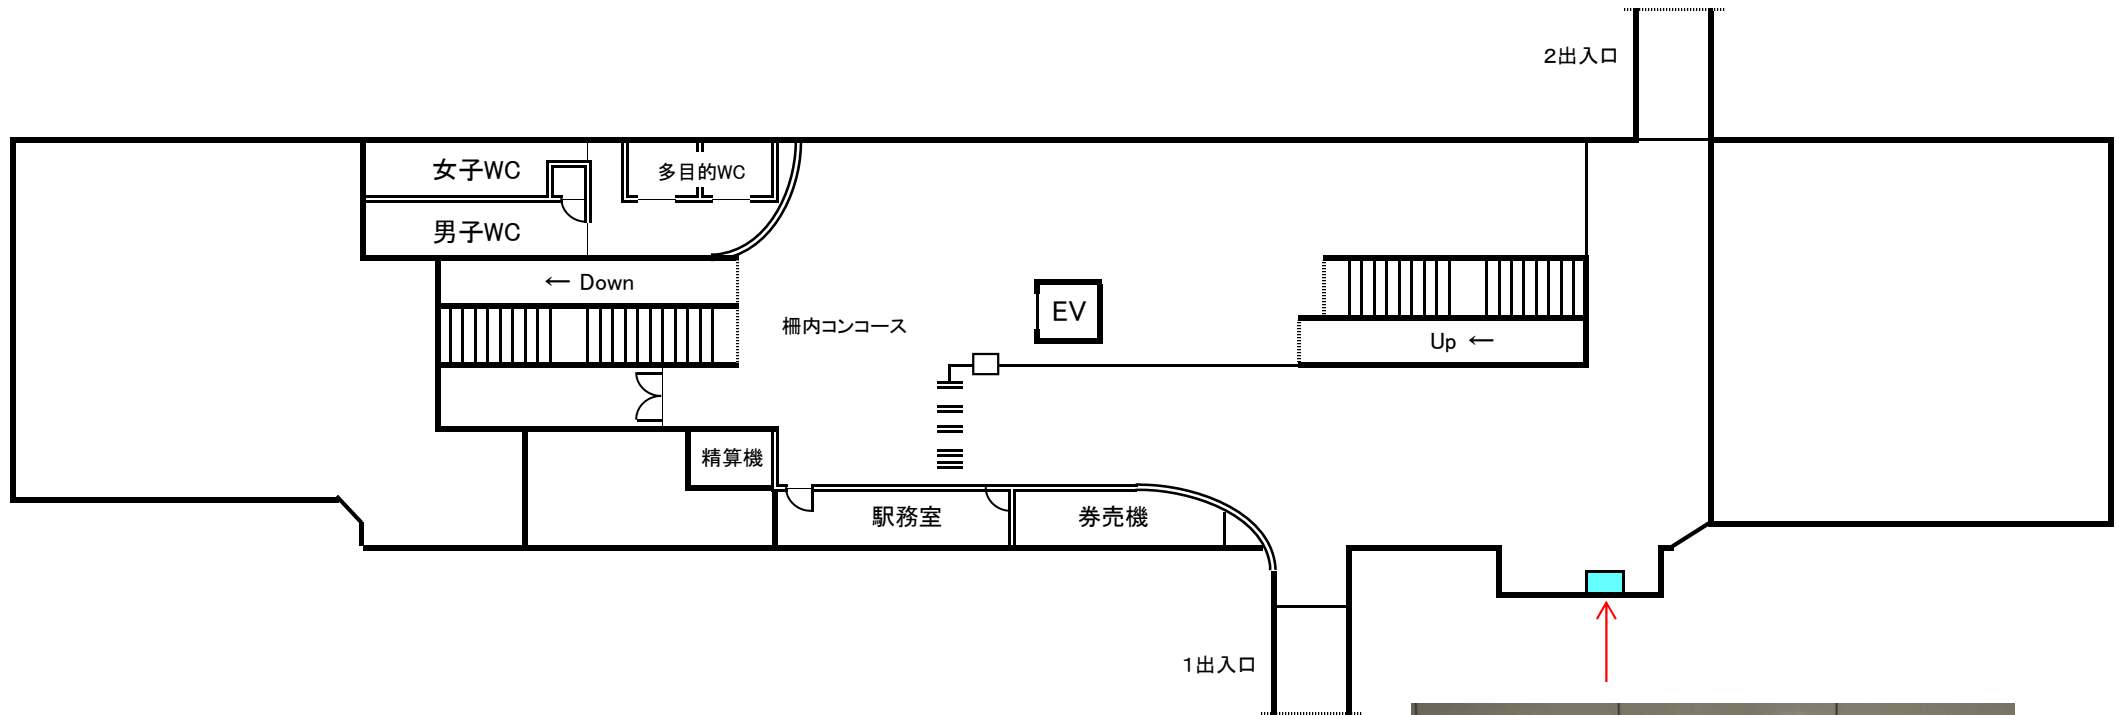 2出入口
女子WC
多目的WC
男子WC
← Down
EV
柵内コンコース
Up ←
精算機
駅務室
券売機
1出入口